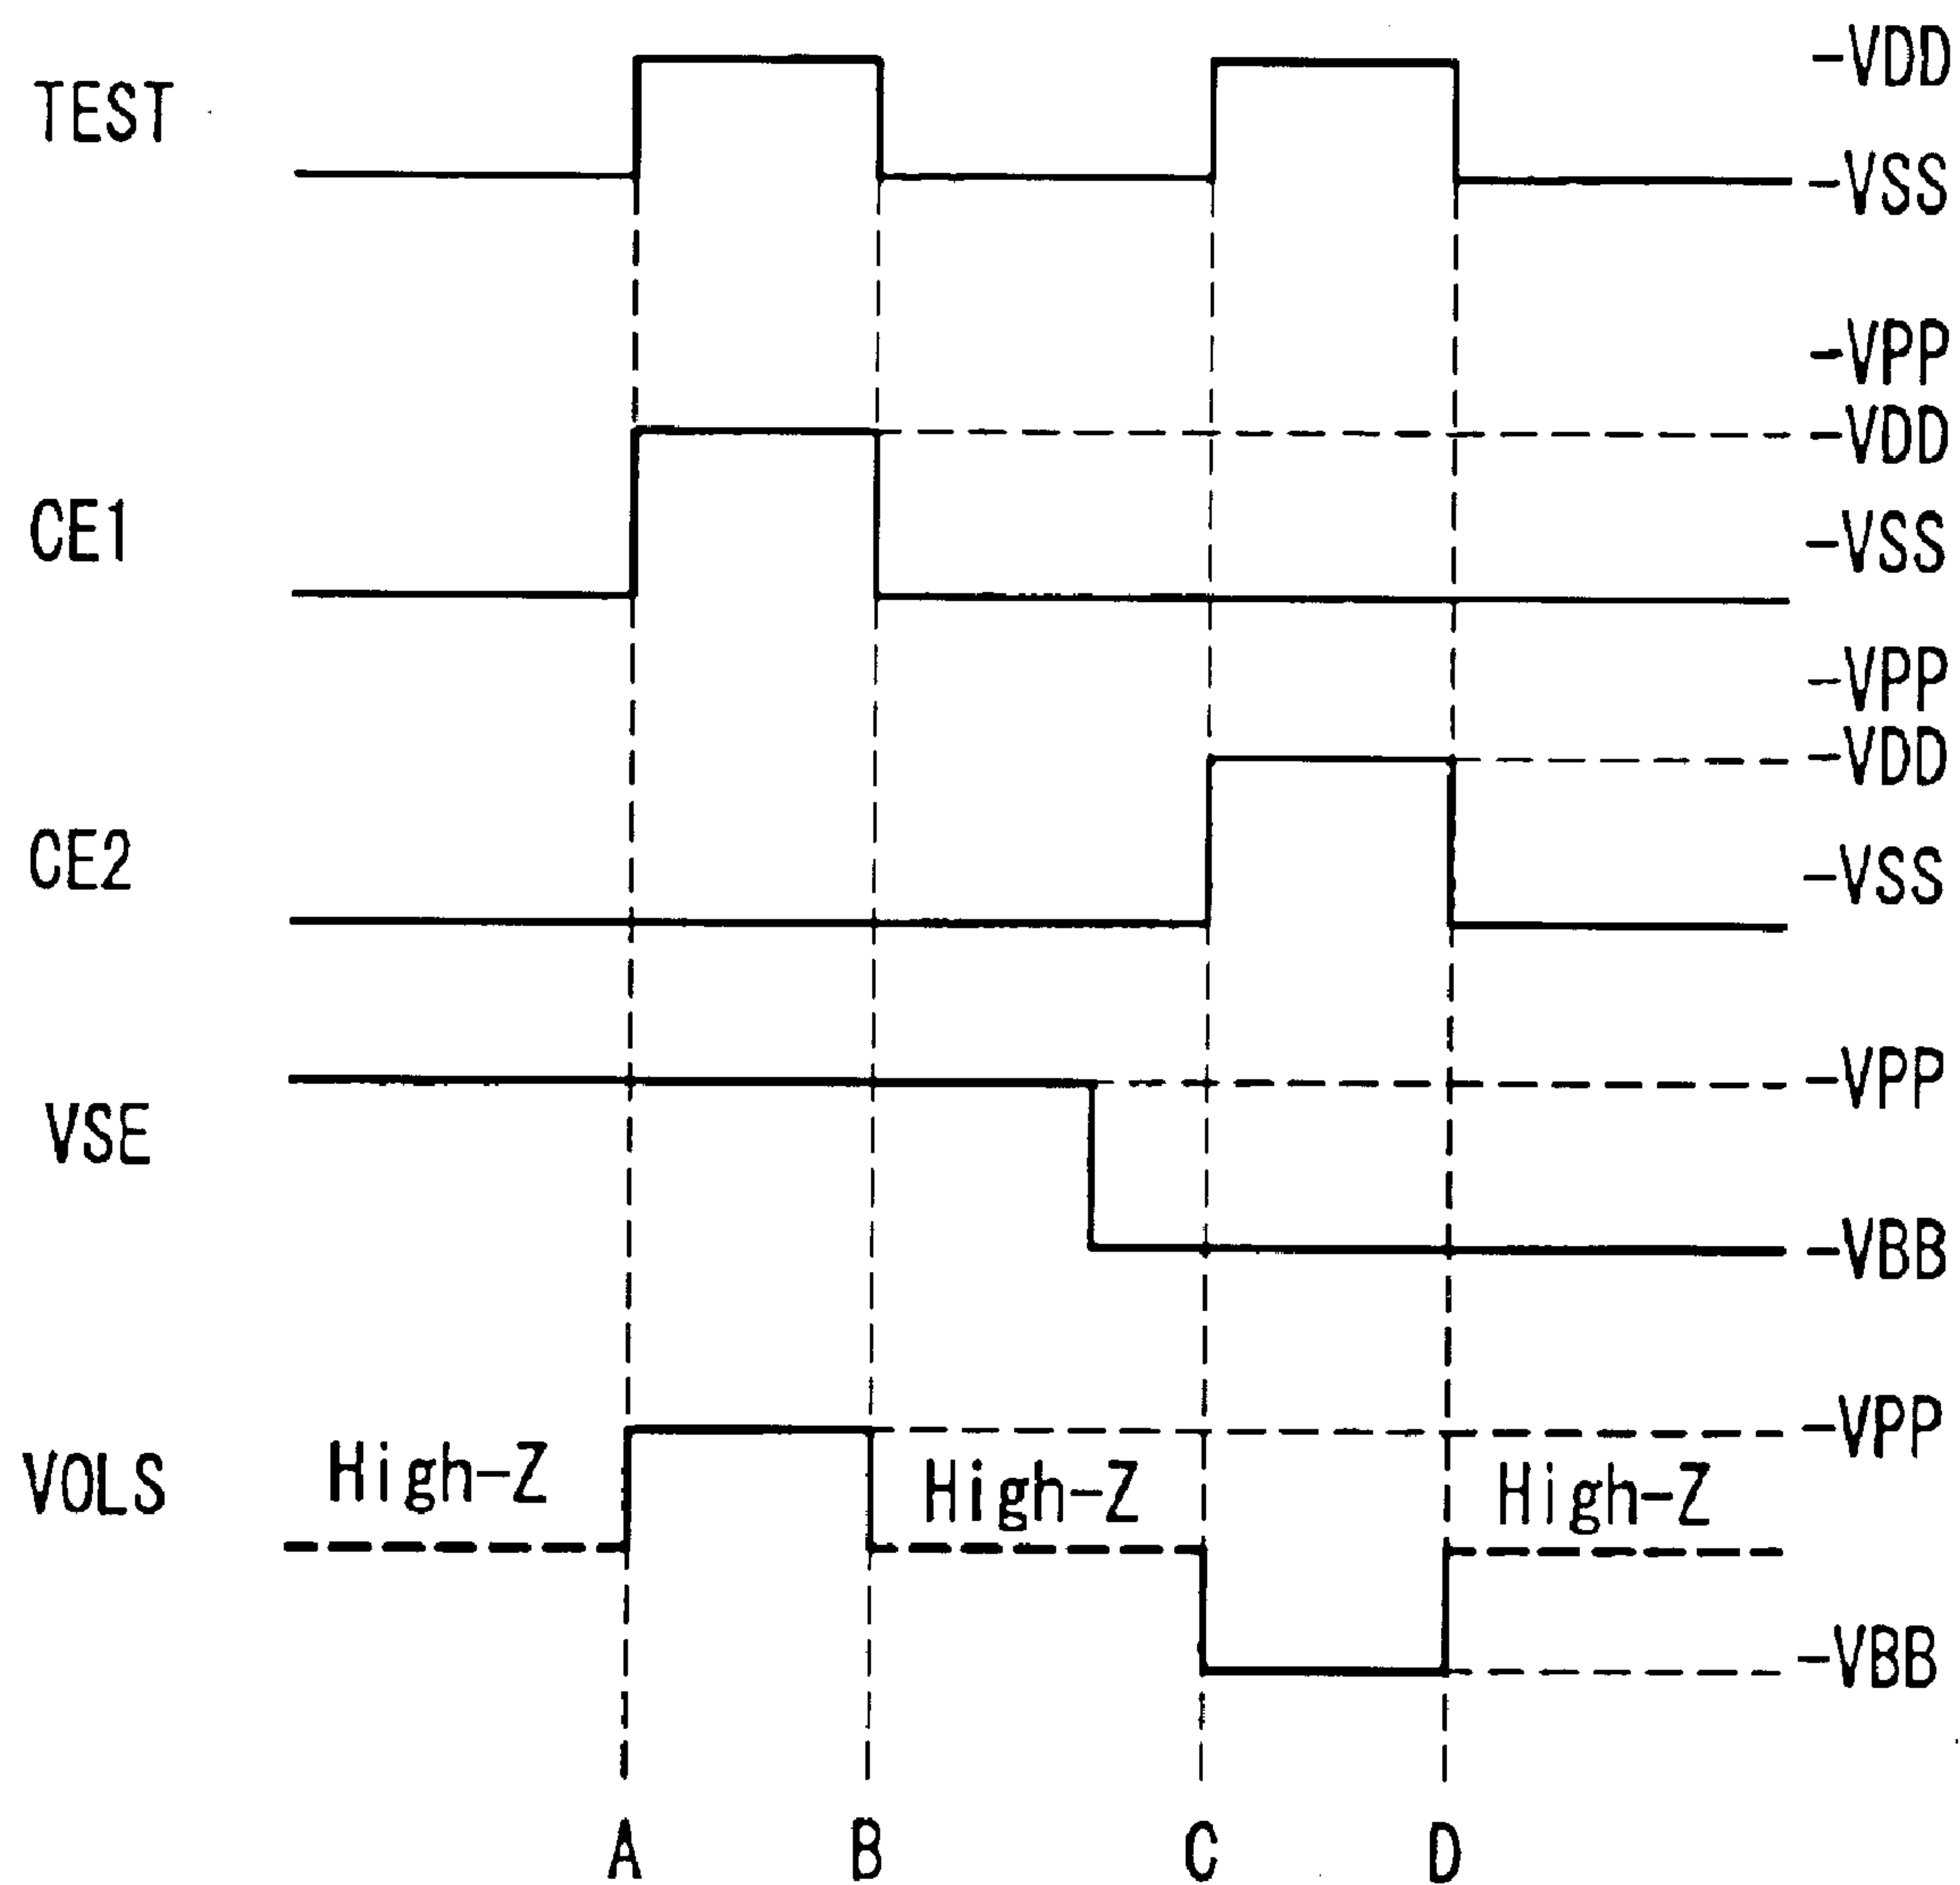 TEST
-VDD
-VSS
-VPP
-VDD
CE1
-VSS
-VPP
-VDD
CE2
-VSS
-VPP
VSE
-VBB
-VPP
VOLS High-Z High-Z High-Z
-VBB
A B C D